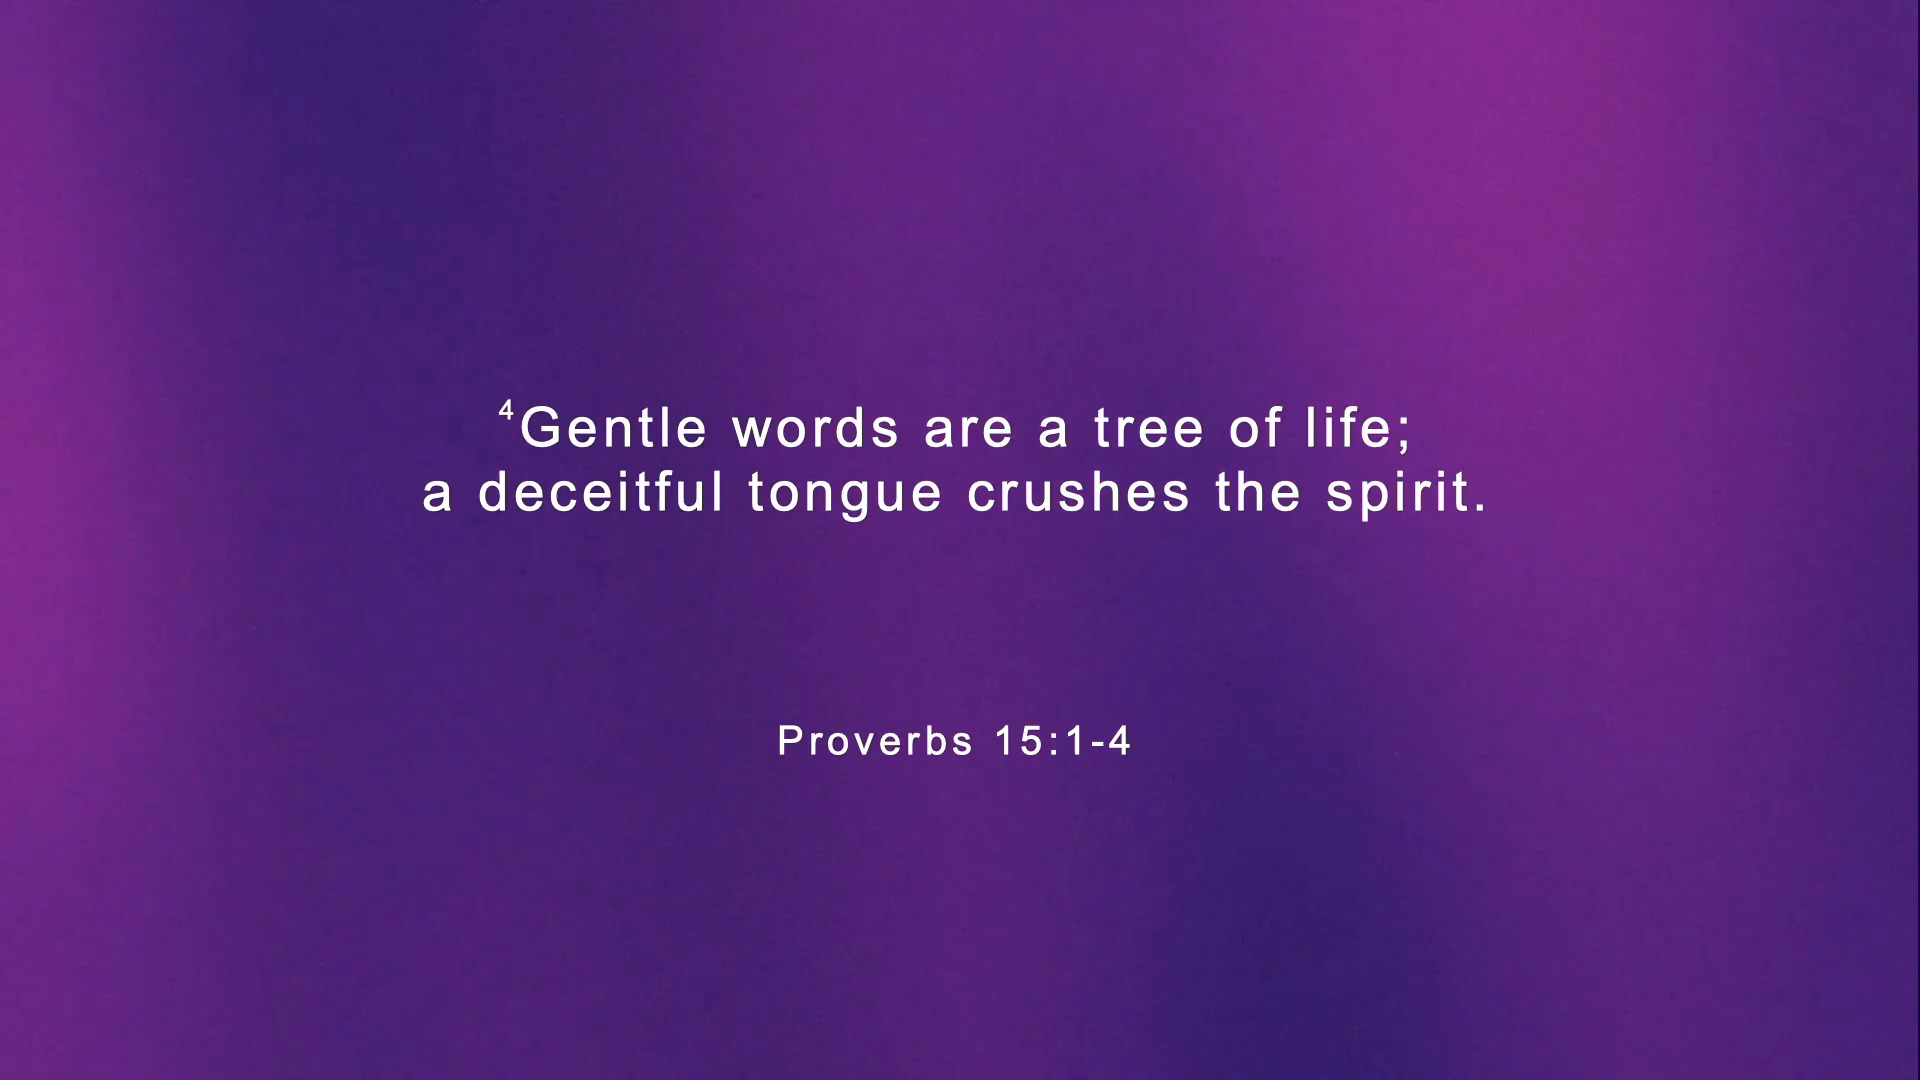 ⁴Gentle words are a tree of life;
a deceitful tongue crushes the spirit.
Proverbs 15:1-4